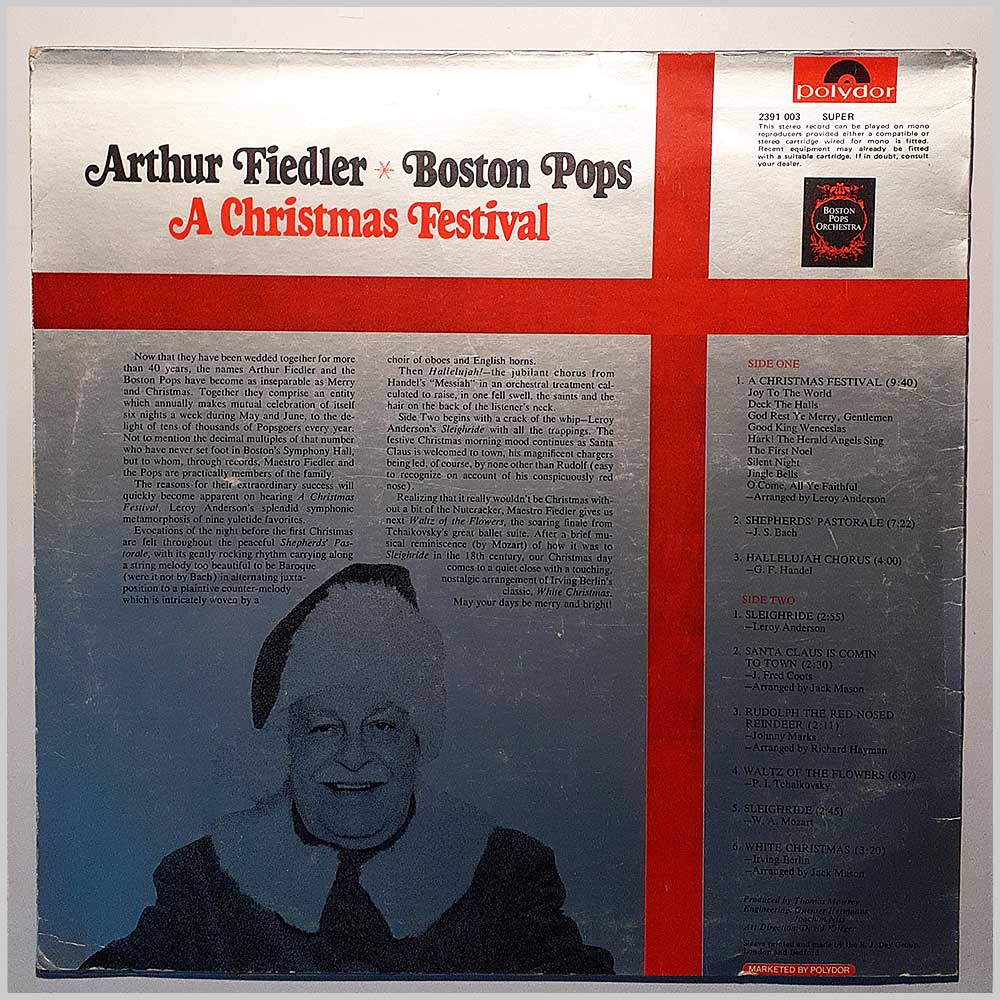 polydor
2391 003 SUPER
This stereo record can be played on mono
reproducers provided either a compatible or
stereo cartridge wired for mono is fitted.
Recent equipment may already be fitted
with a suitable cartridge. If in doubt, consult
your dealer.
BOSTON
POPS
ORCHESTRA
Arthur Fiedler * Boston Pops
A Christmas Festival
Now that they have been wedded together for more
than 40 years, the names Arthur Fiedler and the
Boston Pops have become as inseparable as Merry
and Christmas. Together they comprise an entity
which annually makes mutual celebration of itself
six nights a week during May and June, to the de-
light of tens of thousands of Popsgoers every year.
Not to mention the decimal multiples of that number
who have never set foot in Boston's Symphony Hall,
but to whom, through records, Maestro Fiedler and
the Pops are practically members of the family.
The reasons for their extraordinary success will
quickly become apparent on hearing A Christmas
Festival, Leroy Anderson's splendid symphonic
metamorphosis of nine yuletide favorites.
Evocations of the night before the first Christmas
are felt throughout the peaceful Shepherds' Pas-
torale, with its gently rocking rhythm carrying along
a string melody too beautiful to be Baroque
(were it not by Bach) in alternating juxta-
position to a plaintive counter-melody
which is intricately woven by a
choir of oboes and English horns.
Then Hallelujah!—the jubilant chorus from
Handel's "Messiah" in an orchestral treatment cal-
culated to raise, in one fell swell, the saints and the
hair on the back of the listener's neck.
Side Two begins with a crack of the whip—Leroy
Anderson's Sleighride with all the trappings. The
festive Christmas morning mood continues as Santa
Claus is welcomed to town, his magnificent chargers
being led, of course, by none other than Rudolf (easy
to recognize on account of his conspicuously red
nose).
Realizing that it really wouldn't be Christmas with-
out a bit of the Nutcracker, Maestro Fiedler gives us
next Waltz of the Flowers, the soaring finale from
Tchaikovsky's great ballet suite. After a brief mu-
sical reminiscence (by Mozart) of how it was to
Sleighride in the 18th century, our Christmas day
comes to a quiet close with a touching,
nostalgic arrangement of Irving Berlin's
classic, White Christmas.
May your days be merry and bright!
SIDE ONE
1. A CHRISTMAS FESTIVAL (9:40)
Joy To The World
Deck The Halls
God Rest Ye Merry, Gentlemen
Good King Wenceslas
Hark! The Herald Angels Sing
The First Noel
Silent Night
Jingle Bells
O Come, All Ye Faithful
—Arranged by Leroy Anderson
2. SHEPHERDS' PASTORALE (7:22)
—J. S. Bach
3. HALLELUJAH CHORUS (4:00)
—G. F. Handel
SIDE TWO
1. SLEIGHRIDE (2:55)
—Leroy Anderson
2. SANTA CLAUS IS COMIN'
TO TOWN (2:30)
—J. Fred Coots
—Arranged by Jack Mason
3. RUDOLPH THE RED-NOSED
REINDEER (2:11)
—Johnny Marks
—Arranged by Richard Hayman
4. WALTZ OF THE FLOWERS (6:37)
—P. I. Tchaikovsky
5. SLEIGHRIDE (2:45)
—W. A. Mozart
6. WHITE CHRISTMAS (3:20)
—Irving Berlin
—Arranged by Jack Mason
Produced by Thomas Mowrey
Engineering: Guenter Hermanns
Joachim Niss
Art Direction: David Krieger
Sleeve printed and made by the E. J. Day Group,
London and Bedford
MARKETED BY POLYDOR